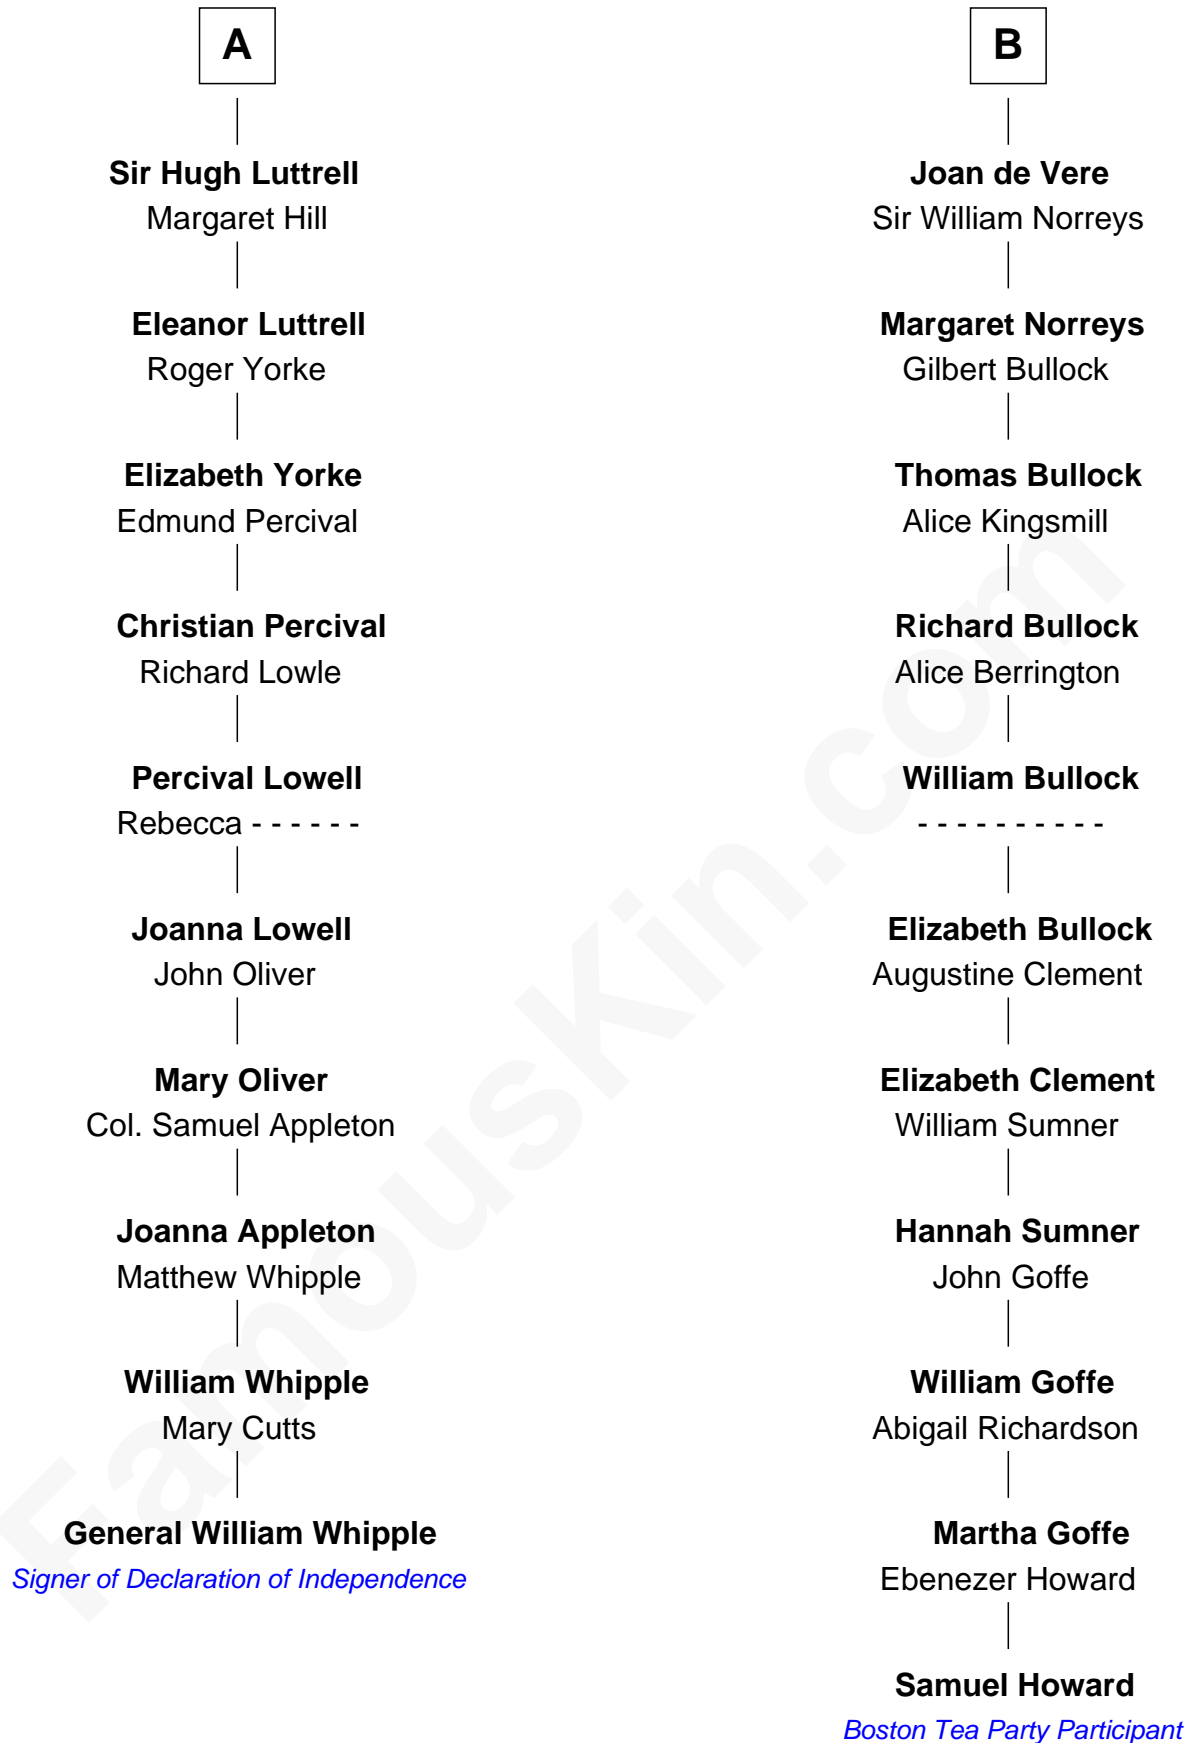 A
Sir Hugh Luttrell
Margaret Hill
Eleanor Luttrell
Roger Yorke
Elizabeth Yorke
Edmund Percival
Christian Percival
Richard Lowle
Percival Lowell
Rebecca - - - - - -
Joanna Lowell
John Oliver
Mary Oliver
Col. Samuel Appleton
Joanna Appleton
Matthew Whipple
William Whipple
Mary Cutts
General William Whipple
Signer of Declaration of Independence
B
Joan de Vere
Sir William Norreys
Margaret Norreys
Gilbert Bullock
Thomas Bullock
Alice Kingsmill
Richard Bullock
Alice Berrington
William Bullock
- - - - - - - - - -
Elizabeth Bullock
Augustine Clement
Elizabeth Clement
William Sumner
Hannah Sumner
John Goffe
William Goffe
Abigail Richardson
Martha Goffe
Ebenezer Howard
Samuel Howard
Boston Tea Party Participant
FamousKin.com